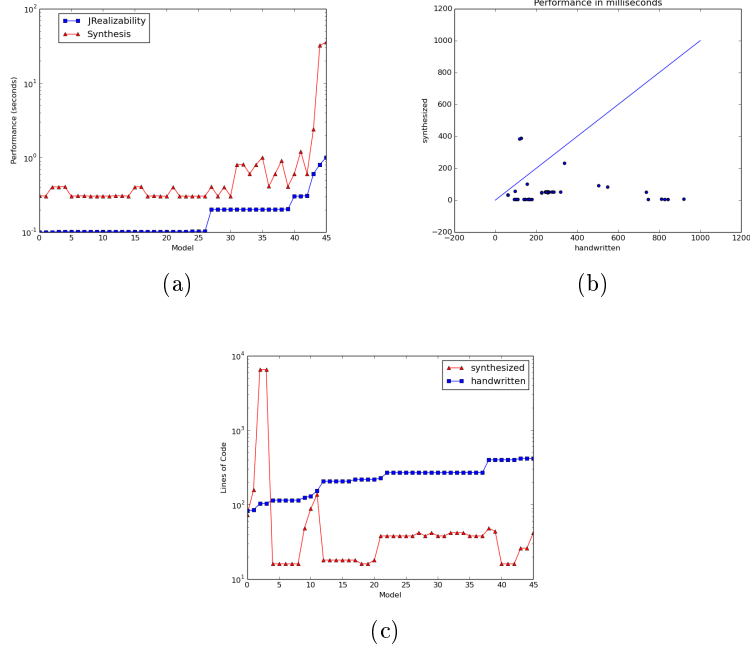 10^2
10^1
10^0
10^-1
Performance (seconds)
JRealizability
Synthesis
0 5 10 15 20 25 30 35 40 45
Model
(a)
Performance in milliseconds
1200
1000
800
600
400
200
0
−200
synthesized
−200 0 200 400 600 800 1000 1200
handwritten
(b)
10^4
10^3
10^2
10^1
Lines of Code
synthesized
handwritten
0 5 10 15 20 25 30 35 40 45
Model
(c)